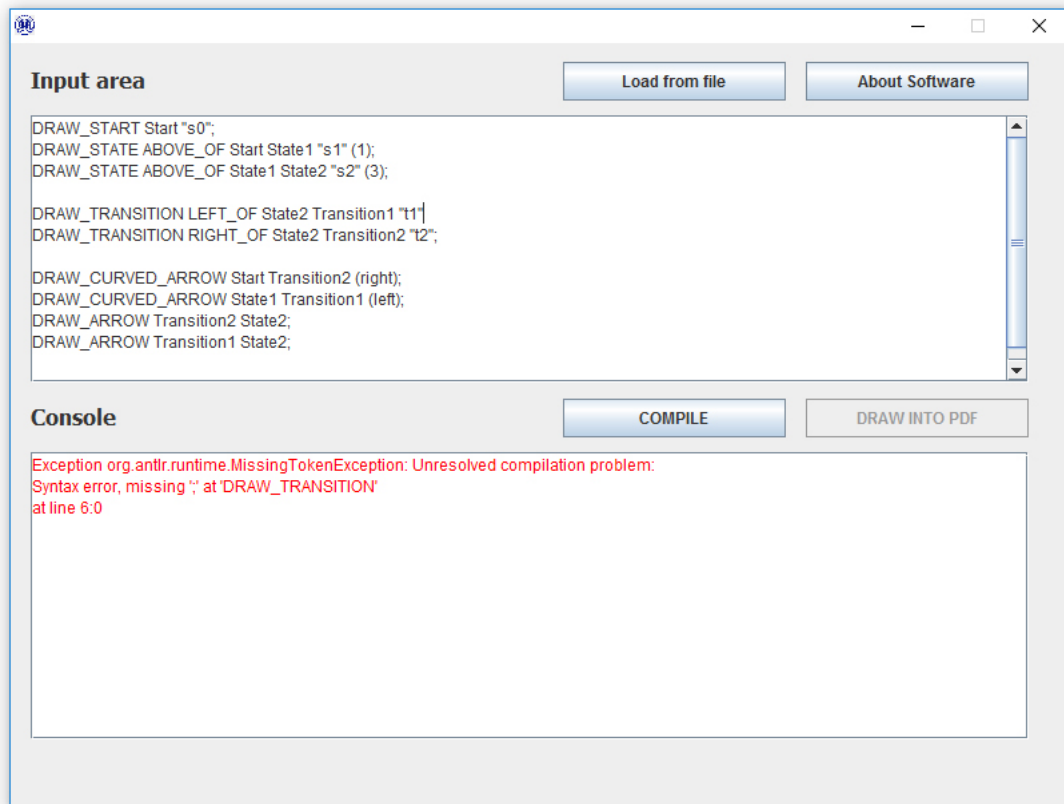 Input area
Load from file
About Software
DRAW_START Start "s0";
DRAW_STATE ABOVE_OF Start State1 "s1" (1);
DRAW_STATE ABOVE_OF State1 State2 "s2" (3);
DRAW_TRANSITION LEFT_OF State2 Transition1 "t1"
DRAW_TRANSITION RIGHT_OF State2 Transition2 "t2";
DRAW_CURVED_ARROW Start Transition2 (right);
DRAW_CURVED_ARROW State1 Transition1 (left);
DRAW_ARROW Transition2 State2;
DRAW_ARROW Transition1 State2;
Console
COMPILE
DRAW INTO PDF
Exception org.antlr.runtime.MissingTokenException: Unresolved compilation problem:
Syntax error, missing ';' at 'DRAW_TRANSITION'
at line 6:0